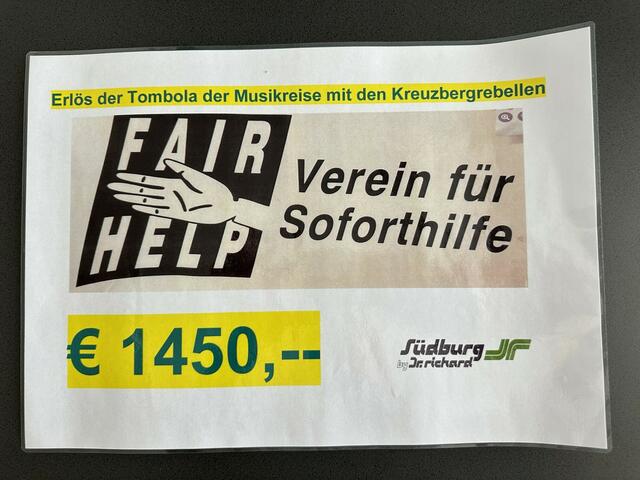 Erlös der Tombola der Musikreise mit den Kreuzbergrebellen
FAIR
HELP
Verein für
Soforthilfe
€ 1450,--
Südburg
by Dr. richard